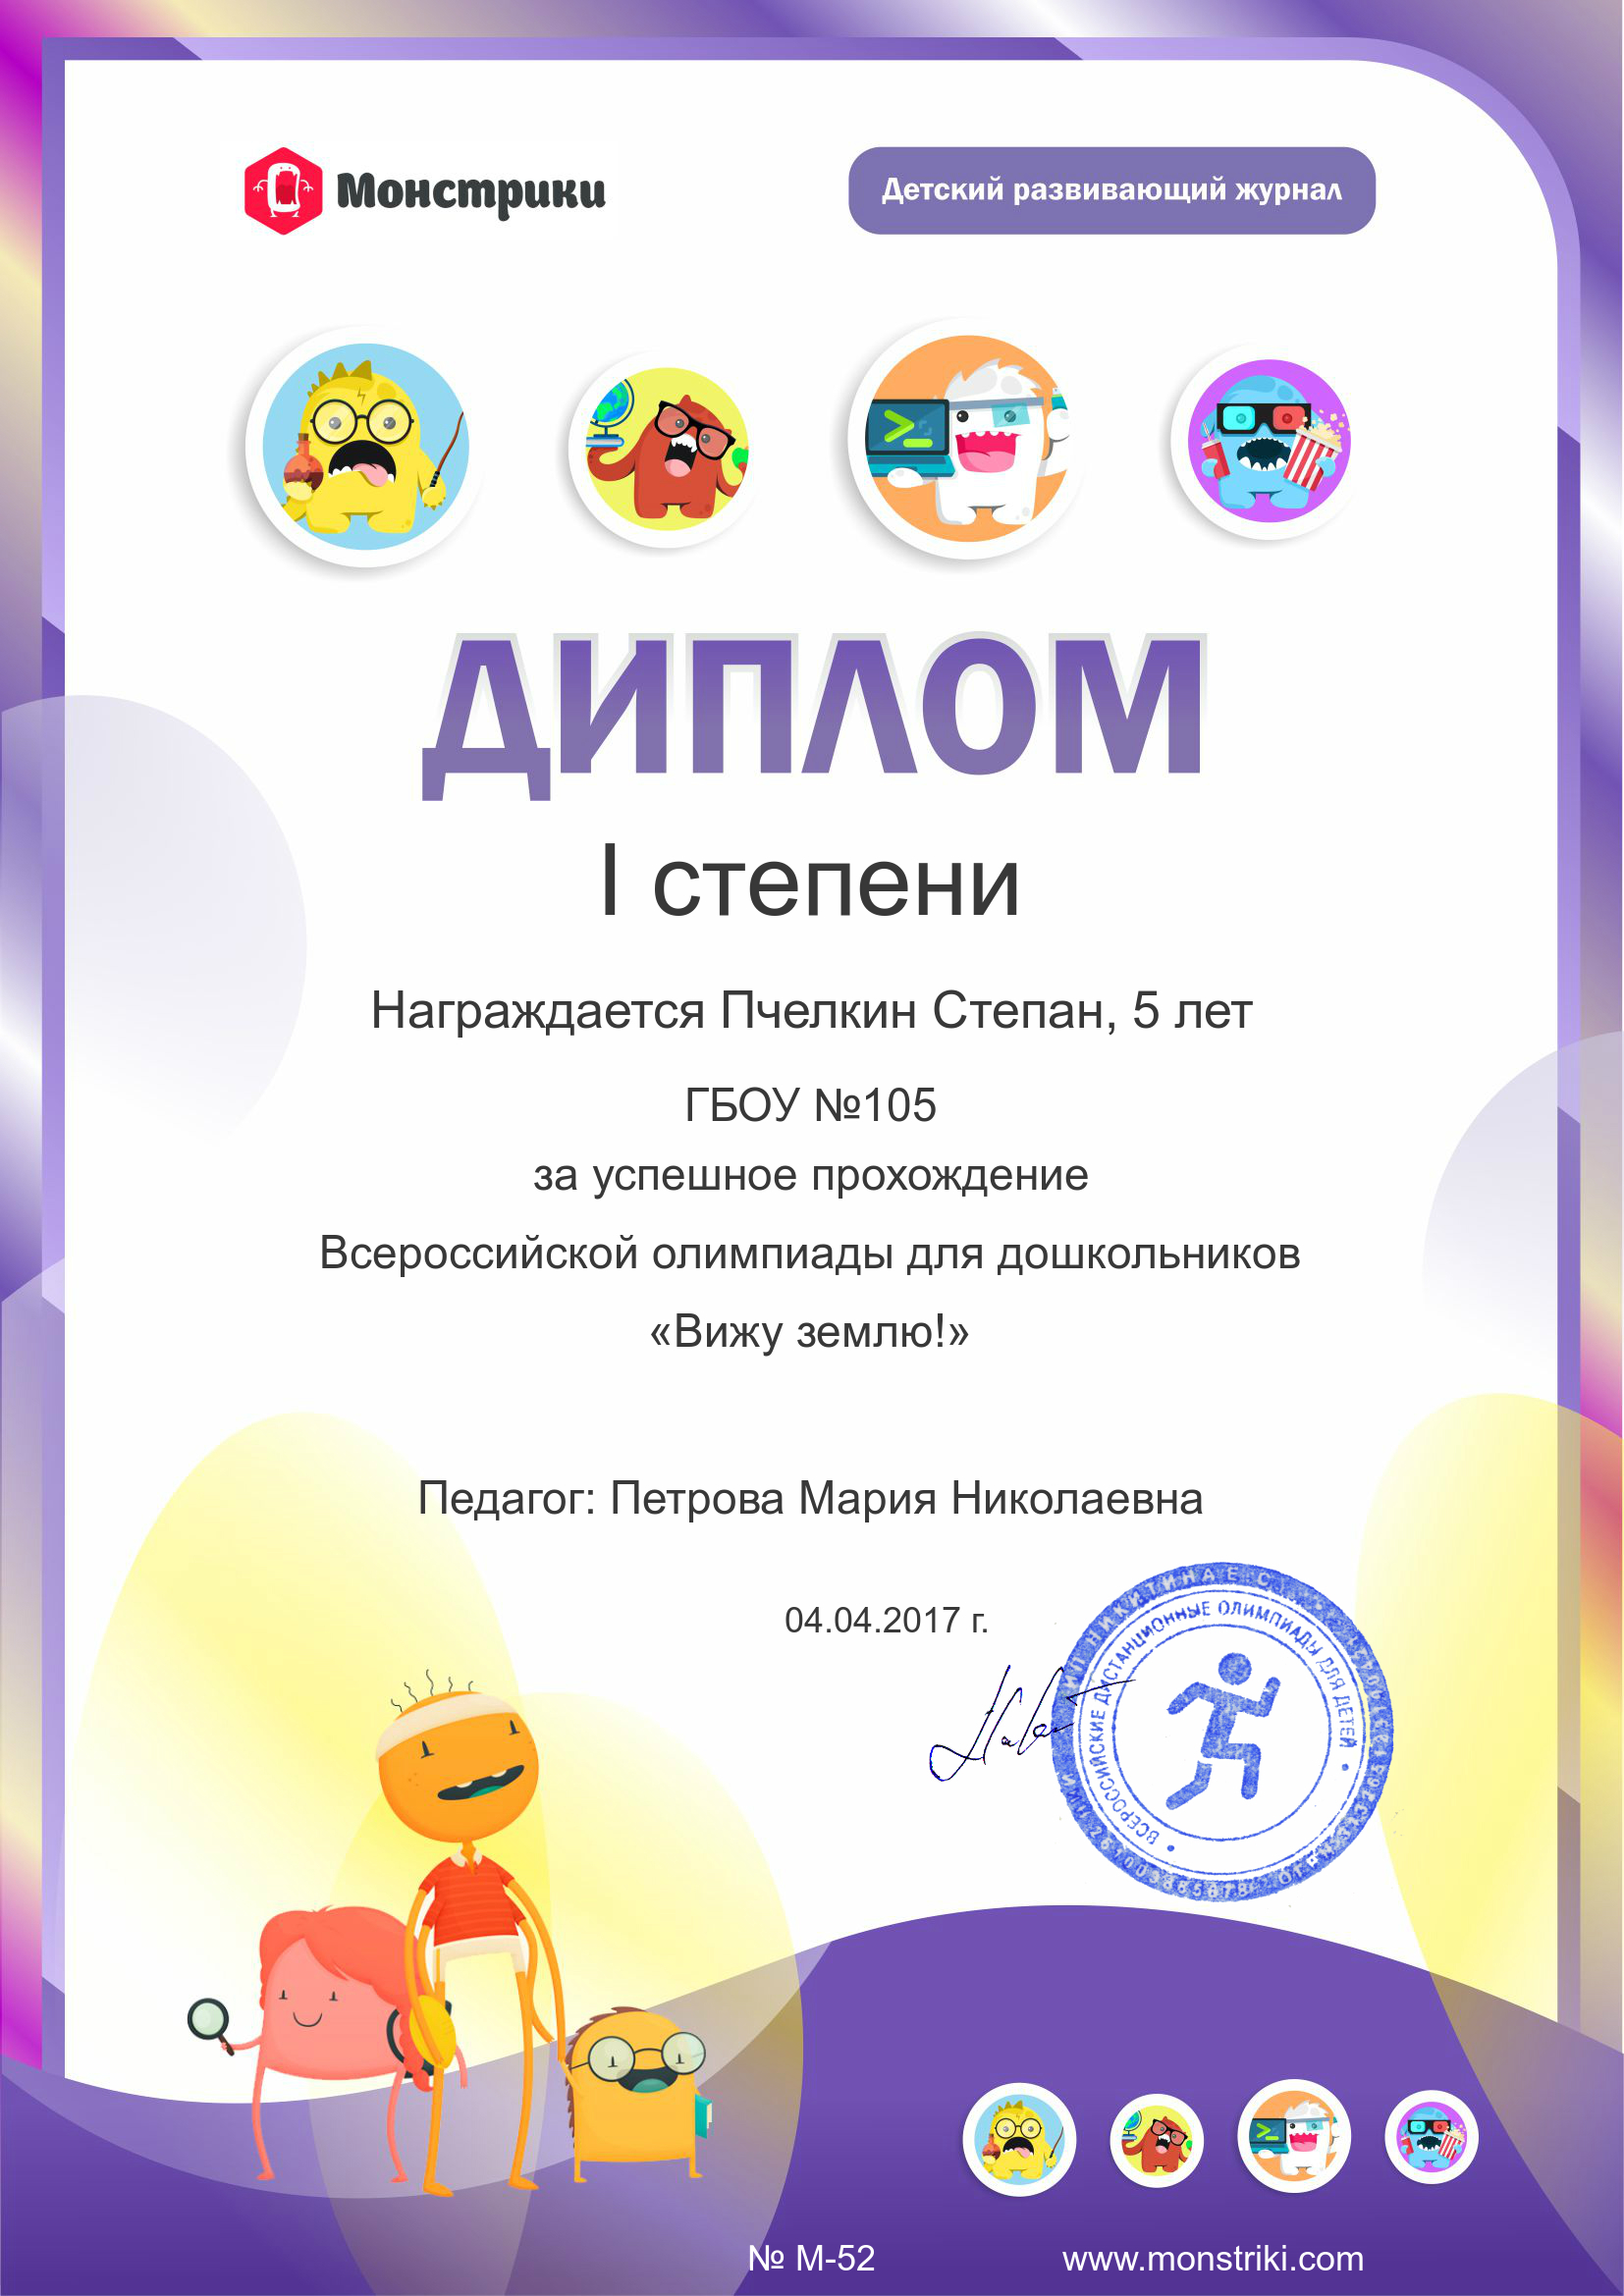 Монстрики
Детский развивающий журнал
ДИПЛОМ
I степени
Награждается Пчелкин Степан, 5 лет
ГБОУ №105
за успешное прохождение
Всероссийской олимпиады для дошкольников
«Вижу землю!»
Педагог: Петрова Мария Николаевна
04.04.2017 г.
НИКИТИНА Е С
ВСЕРОССИЙСКИЕ ДИСТАНЦИОННЫЕ ОЛИМПИАДЫ ДЛЯ ДЕТЕЙ
№ М-52
www.monstriki.com